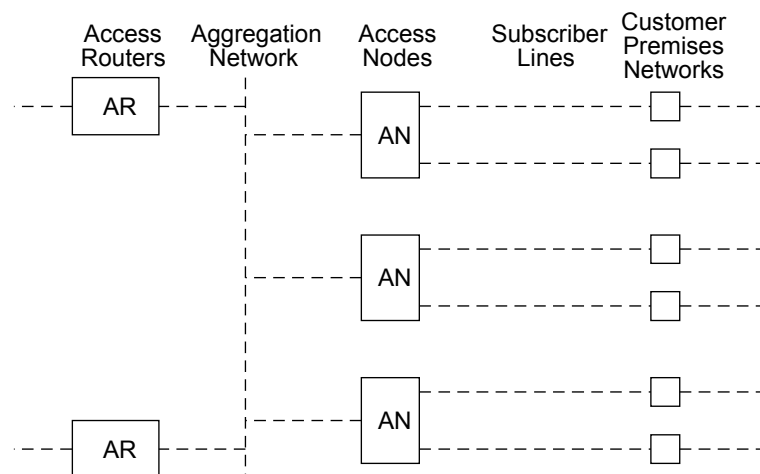 Access
Routers
Aggregation
Network
Access
Nodes
Subscriber
Lines
Customer
Premises
Networks
AR
AN
AN
AN
AR